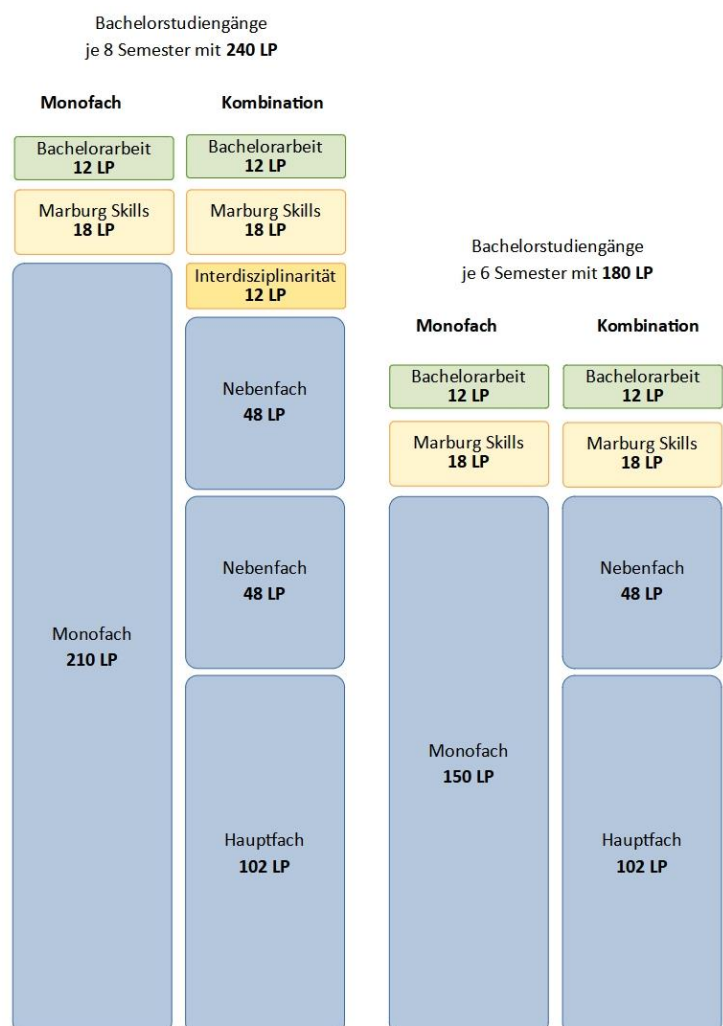 Bachelorstudiengänge
je 8 Semester mit 240 LP
Monofach
Bachelorarbeit
12 LP
Marburg Skills
18 LP
Monofach
210 LP
Kombination
Bachelorarbeit
12 LP
Marburg Skills
18 LP
Interdisziplinarität
12 LP
Nebenfach
48 LP
Nebenfach
48 LP
Hauptfach
102 LP
Bachelorstudiengänge
je 6 Semester mit 180 LP
Monofach
Bachelorarbeit
12 LP
Marburg Skills
18 LP
Monofach
150 LP
Kombination
Bachelorarbeit
12 LP
Marburg Skills
18 LP
Nebenfach
48 LP
Hauptfach
102 LP